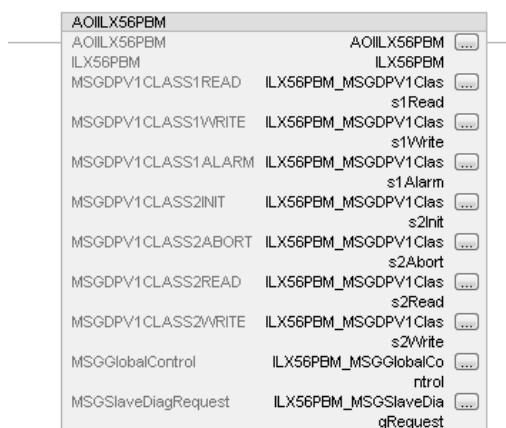 AOIILX56PBM
AOIILX56PBM AOIILX56PBM ...
ILX56PBM ILX56PBM
MSGDPV1CLASS1READ ILX56PBM_MSGDPV1Clas ...
s1Read
MSGDPV1CLASS1WRITE ILX56PBM_MSGDPV1Clas ...
s1Write
MSGDPV1CLASS1ALARM ILX56PBM_MSGDPV1Clas ...
s1Alarm
MSGDPV1CLASS2INIT ILX56PBM_MSGDPV1Clas ...
s2Init
MSGDPV1CLASS2ABORT ILX56PBM_MSGDPV1Clas ...
s2Abort
MSGDPV1CLASS2READ ILX56PBM_MSGDPV1Clas ...
s2Read
MSGDPV1CLASS2WRITE ILX56PBM_MSGDPV1Clas ...
s2Write
MSGGlobalControl ILX56PBM_MSGGlobalCo ...
ntrol
MSGSlaveDiagRequest ILX56PBM_MSGSlaveDia ...
gRequest